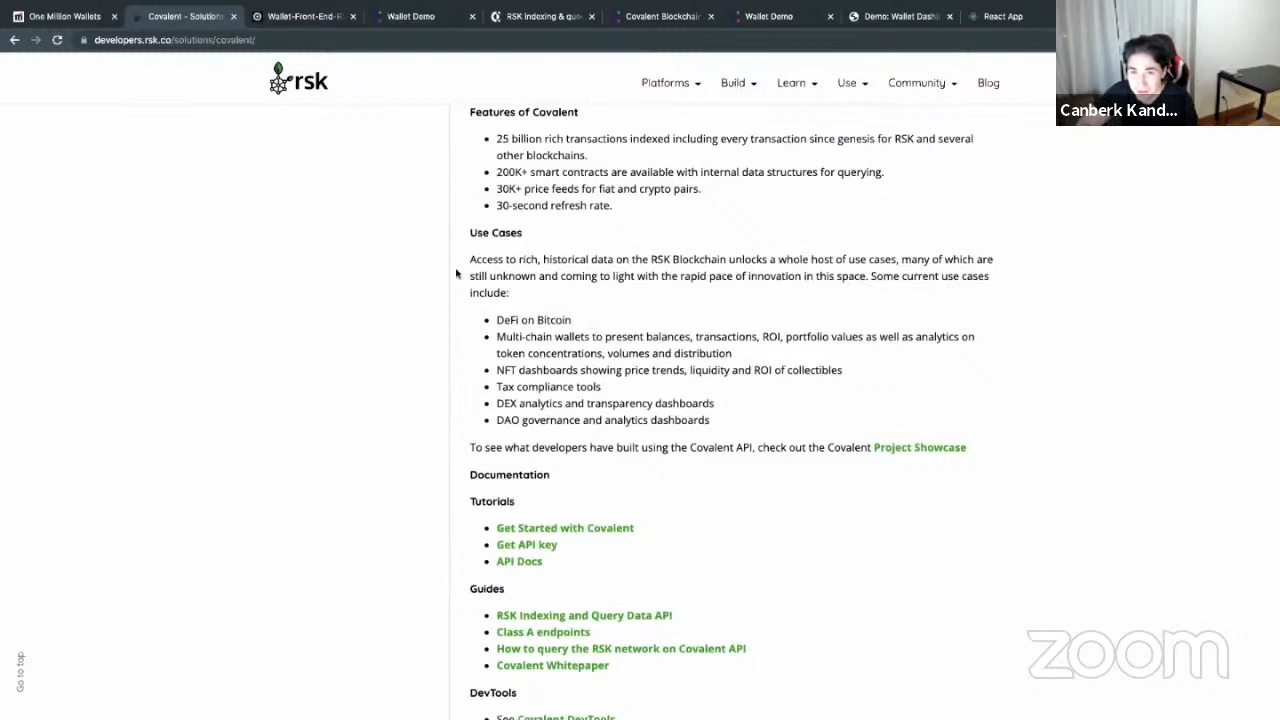 One Million Wallets
Covalent - Solution
Wallet-Front-End-R
Wallet Demo
RSK Indexing & que
Covalent Blockchain
Wallet Demo
Demo: Wallet Dash
React App
developers.rsk.co/solutions/covalent/
rsk
Platforms
Build
Learn
Use
Community
Blog
Canberk Kand...
Features of Covalent
25 billion rich transactions indexed including every transaction since genesis for RSK and several
other blockchains.
200K+ smart contracts are available with internal data structures for querying.
30K+ price feeds for fiat and crypto pairs.
30-second refresh rate.
Use Cases
Access to rich, historical data on the RSK Blockchain unlocks a whole host of use cases, many of which are
still unknown and coming to light with the rapid pace of innovation in this space. Some current use cases
include:
DeFi on Bitcoin
Multi-chain wallets to present balances, transactions, ROI, portfolio values as well as analytics on
token concentrations, volumes and distribution
NFT dashboards showing price trends, liquidity and ROI of collectibles
Tax compliance tools
DEX analytics and transparency dashboards
DAO governance and analytics dashboards
To see what developers have built using the Covalent API, check out the Covalent Project Showcase
Documentation
Tutorials
Get Started with Covalent
Get API key
API Docs
Guides
RSK Indexing and Query Data API
Class A endpoints
How to query the RSK network on Covalent API
Covalent Whitepaper
DevTools
See Covalent DevTools
Go to top
zoom